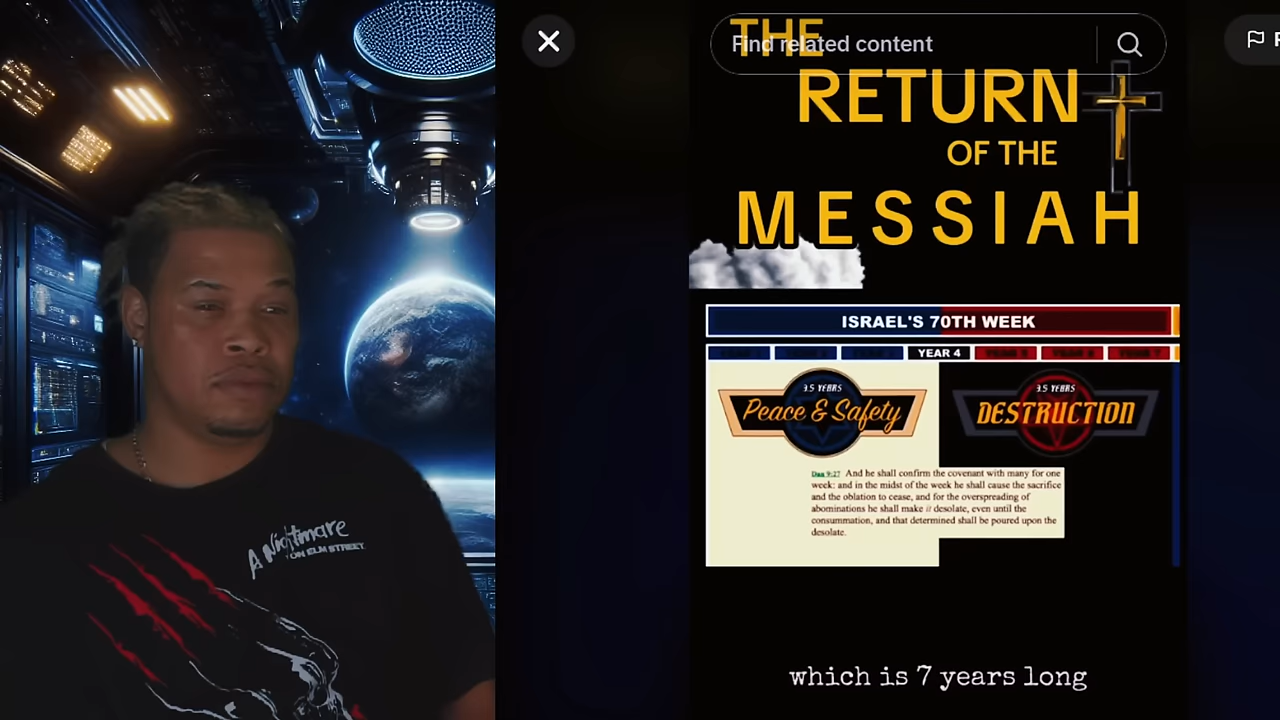 A Nightmare
ON ELM STREET
THE
Find related content
RETURN
OF THE
MESSIAH
ISRAEL'S 70TH WEEK
YEAR 4
3.5 YEARS
Peace & Safety
3.5 YEARS
DESTRUCTION
Dan 9:27 And he shall confirm the covenant with many for one
week: and in the midst of the week he shall cause the sacrifice
and the oblation to cease, and for the overspreading of
abominations he shall make it desolate, even until the
consummation, and that determined shall be poured upon the
desolate.
which is 7 years long